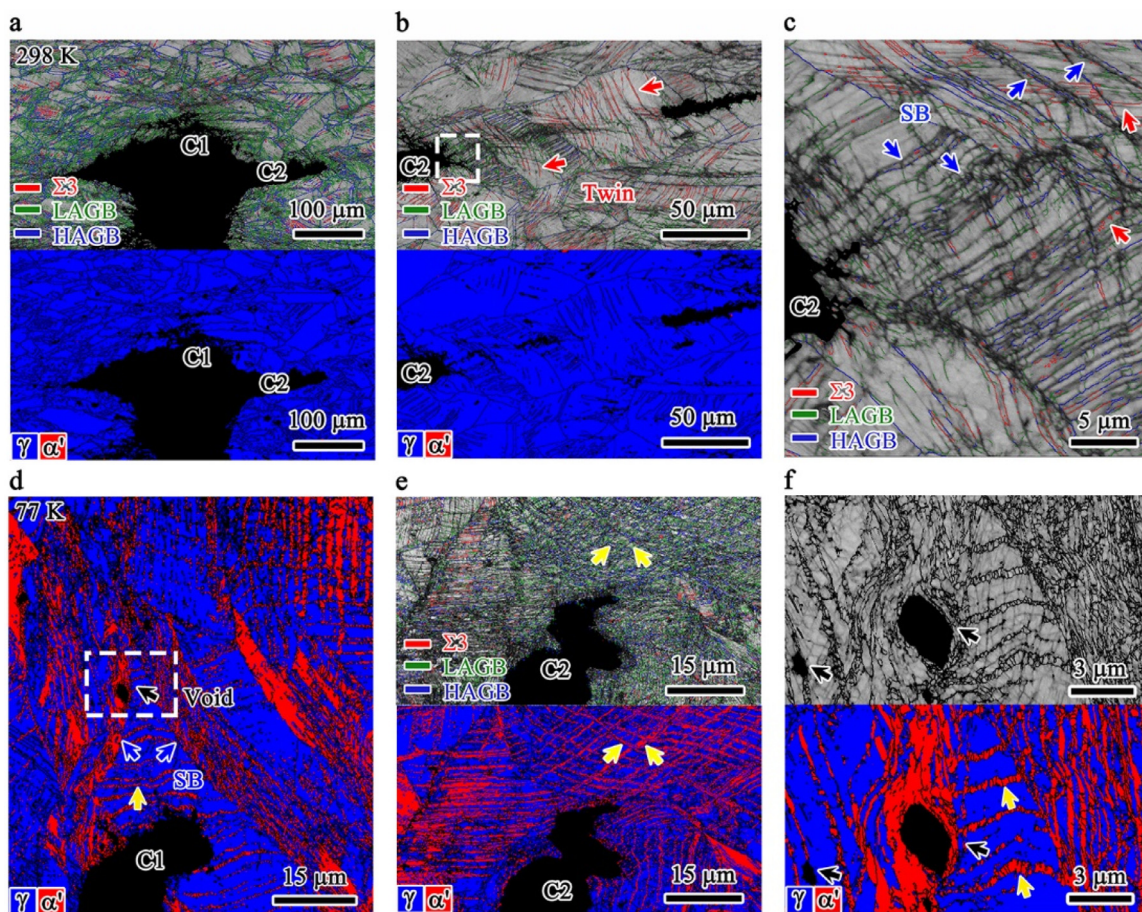 a
298 K
C1
C2
Σ3
LAGB
HAGB
100 μm
C1
C2
γ α'
100 μm
b
C2
Twin
Σ3
LAGB
HAGB
50 μm
C2
γ α'
50 μm
c
SB
C2
Σ3
LAGB
HAGB
5 μm
d
77 K
Void
SB
C1
γ α'
15 μm
e
Σ3
LAGB
HAGB
C2
15 μm
C2
γ α'
15 μm
f
3 μm
γ α'
3 μm